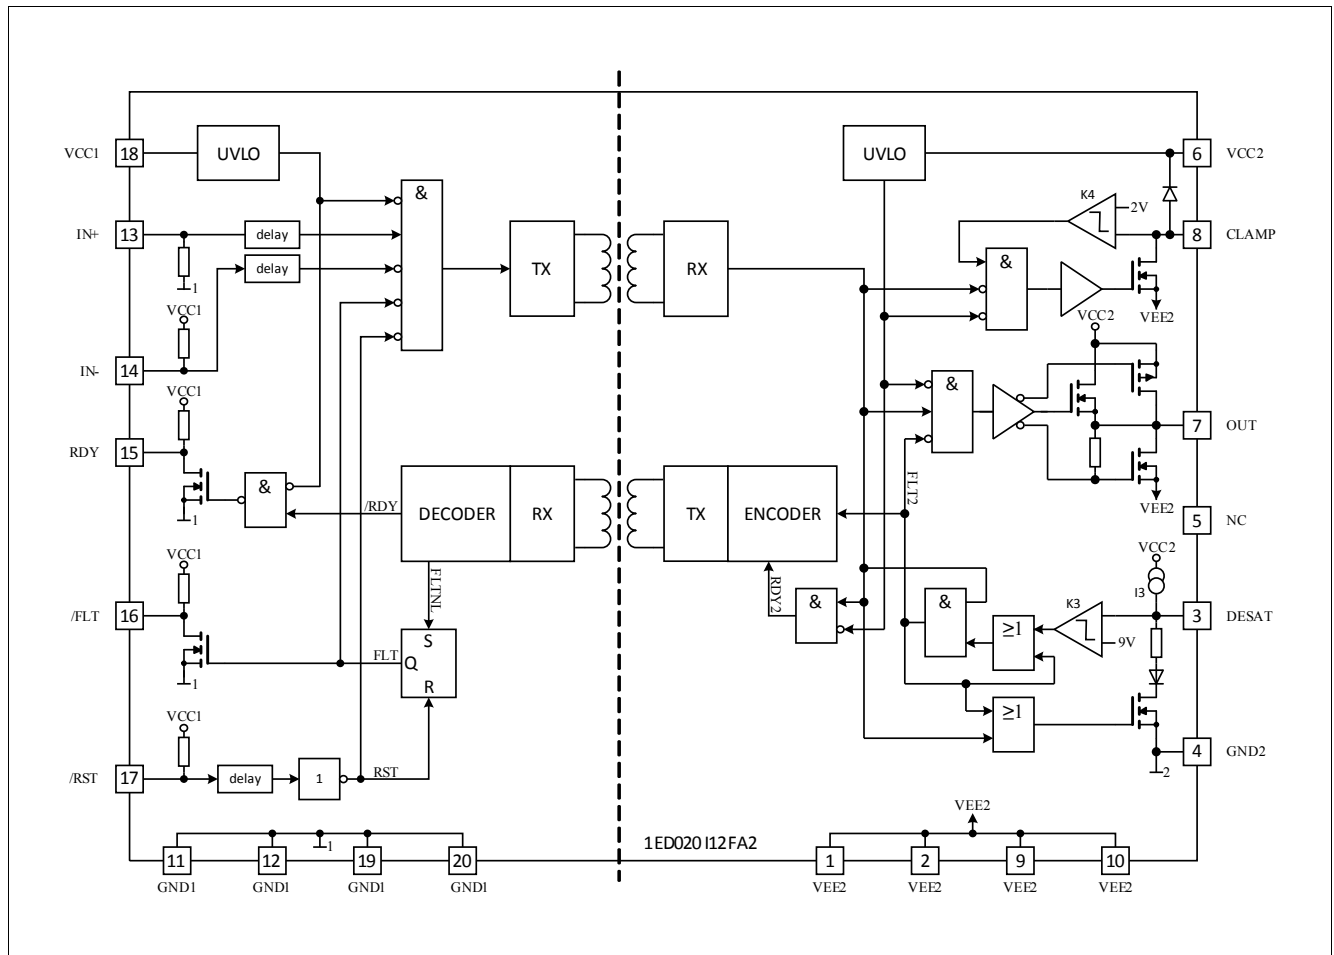 VCC1 18 UVLO
UVLO 6 VCC2
&
K4 2V
IN+ 13 delay
8 CLAMP
delay
1
TX
RX
&
VCC1
VEE2
VCC2
IN- 14
&
VCC1
7 OUT
RDY 15
&
/RDY
DECODER RX
TX ENCODER
FLT2
VEE2
1
5 NC
VCC1
VCC2
I3
FLTNL
RDY2
&
&
≥1
K3
9V
3 DESAT
/FLT 16
S
FLT Q
R
1
≥1
VCC1
4 GND2
2
/RST 17 delay 1 RST
VEE2
1
1ED020I12FA2
11 12 19 20
GND1 GND1 GND1 GND1
1 2 9 10
VEE2 VEE2 VEE2 VEE2